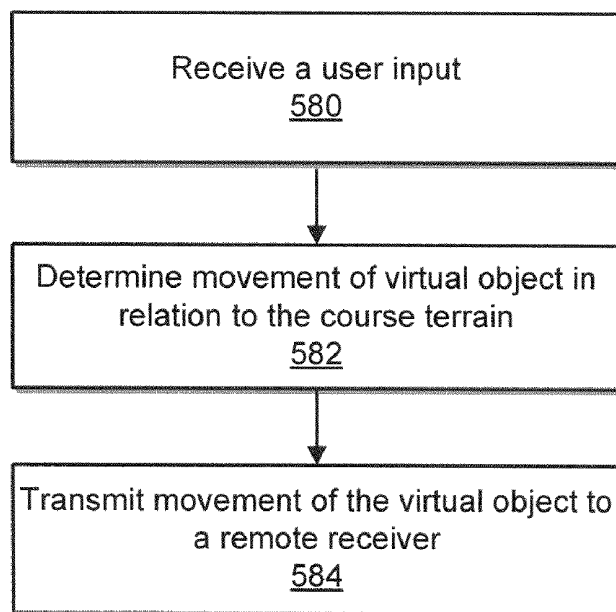 Receive a user input
580
Determine movement of virtual object in
relation to the course terrain
582
Transmit movement of the virtual object to
a remote receiver
584